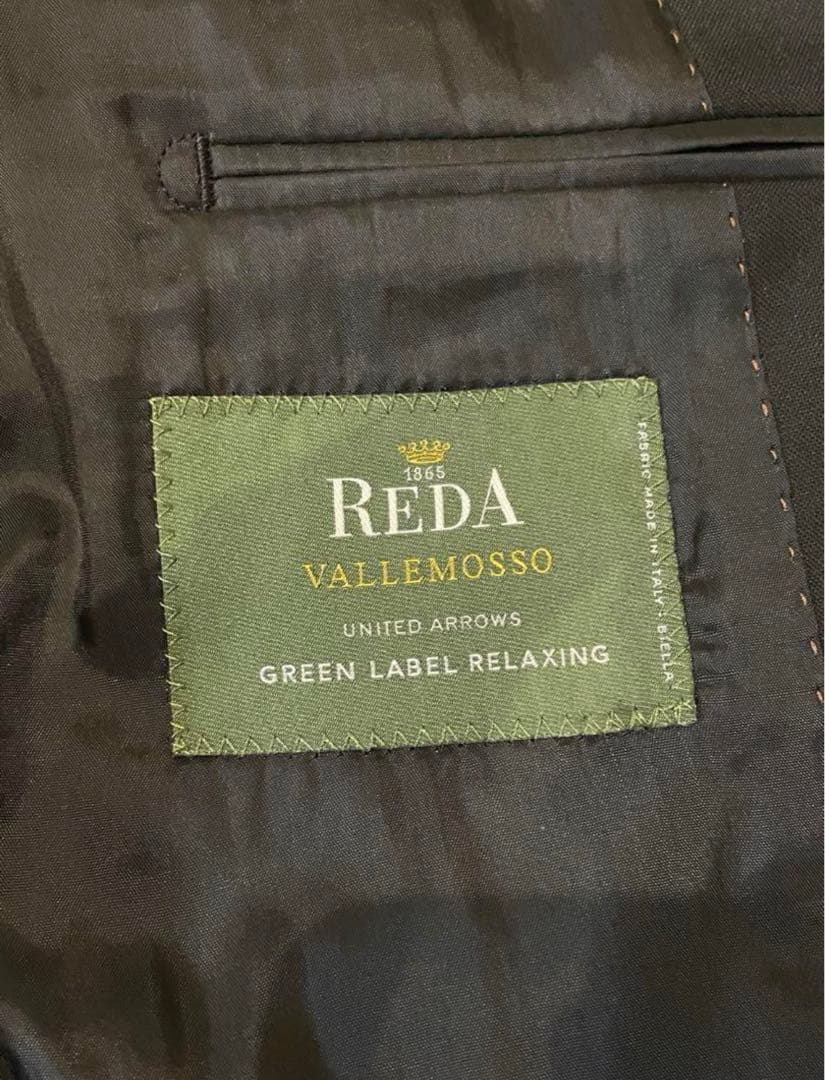 1865
REDA
VALLEMOSSO
UNITED ARROWS
GREEN LABEL RELAXING
FABRIC MADE IN ITALY - BIELLA